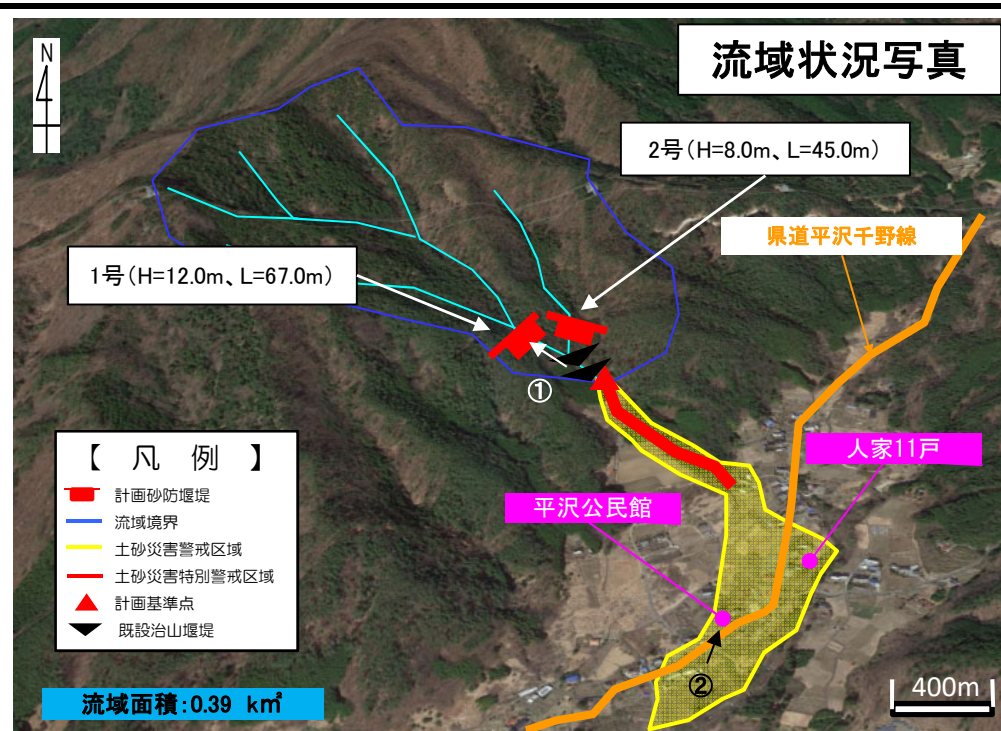 流域状況写真
N
2号(H=8.0m、L=45.0m)
県道平沢千野線
1号(H=12.0m、L=67.0m)
①
【 凡 例 】
計画砂防堰堤
流域境界
土砂災害警戒区域
土砂災害特別警戒区域
計画基準点
既設治山堰堤
人家11戸
平沢公民館
②
流域面積:0.39 k㎡
400m